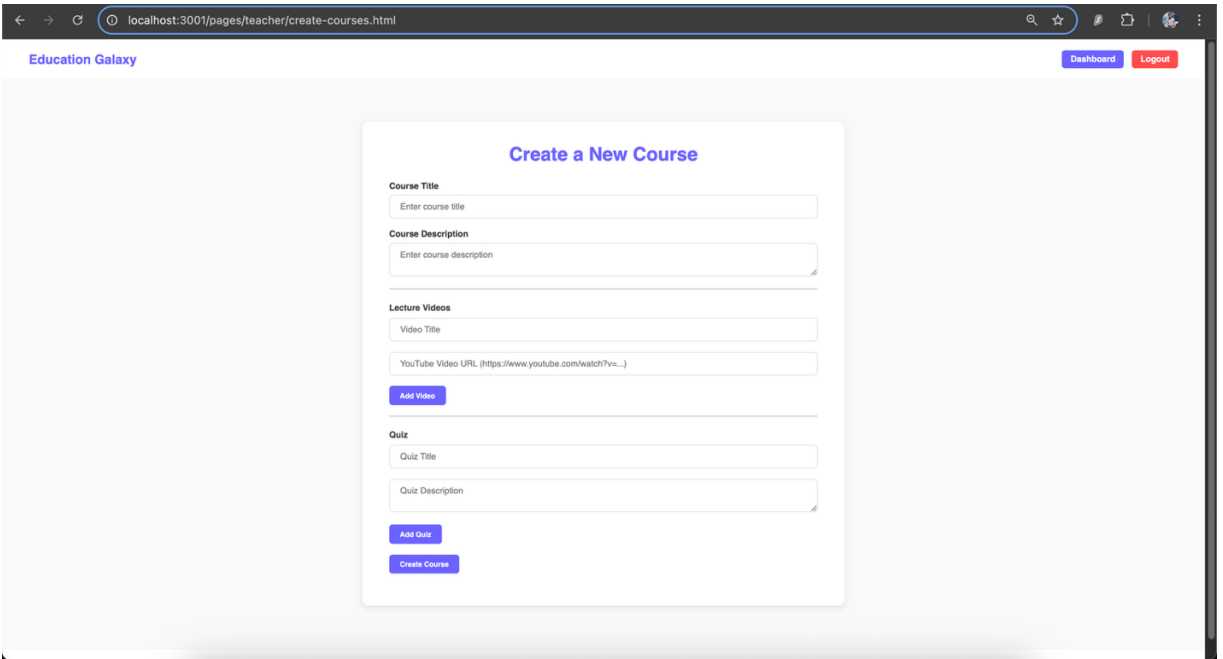 localhost:3001/pages/teacher/create-courses.html
Education Galaxy
Dashboard
Logout
Create a New Course
Course Title
Enter course title
Course Description
Enter course description
Lecture Videos
Video Title
YouTube Video URL (https://www.youtube.com/watch?v=...)
Add Video
Quiz
Quiz Title
Quiz Description
Add Quiz
Create Course